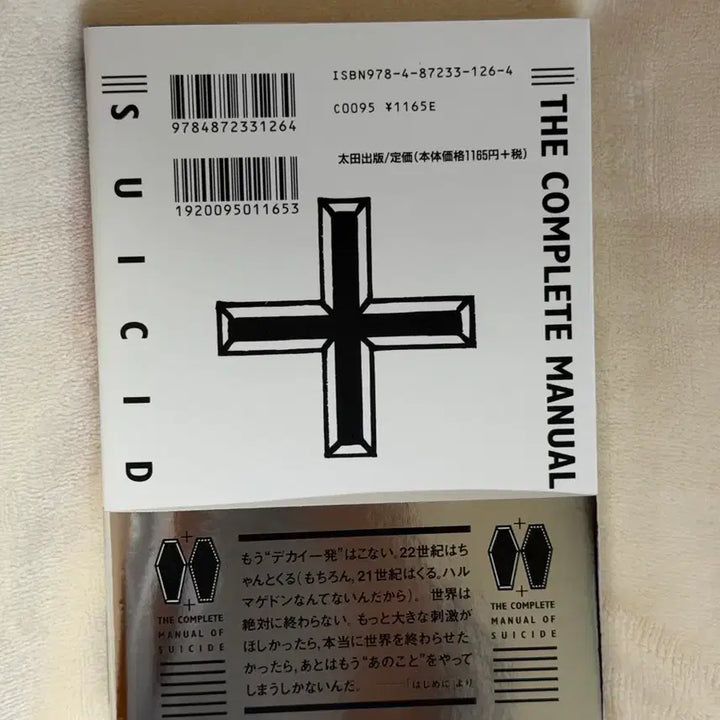 ISBN978-4-87233-126-4
9784872331264
C0095 ¥1165E
太田出版/定価(本体価格1165円+税)
1920095011653
SUICID
THE COMPLETE MANUAL
もう“デカイ一発”はこない。22世紀はち
ゃんとくる(もちろん、21世紀はくる。ハル
マゲドンなんてないんだから)。世界は
絶対に終わらない。もっと大きな刺激が
ほしかったら、本当に世界を終わらせた
かったら、あとはもう“あのこと”をやって
しまうしかないんだ。 ——「はじめに」より
THE COMPLETE
MANUAL OF
SUICIDE
THE COMPLETE
MANUAL OF
SUICIDE